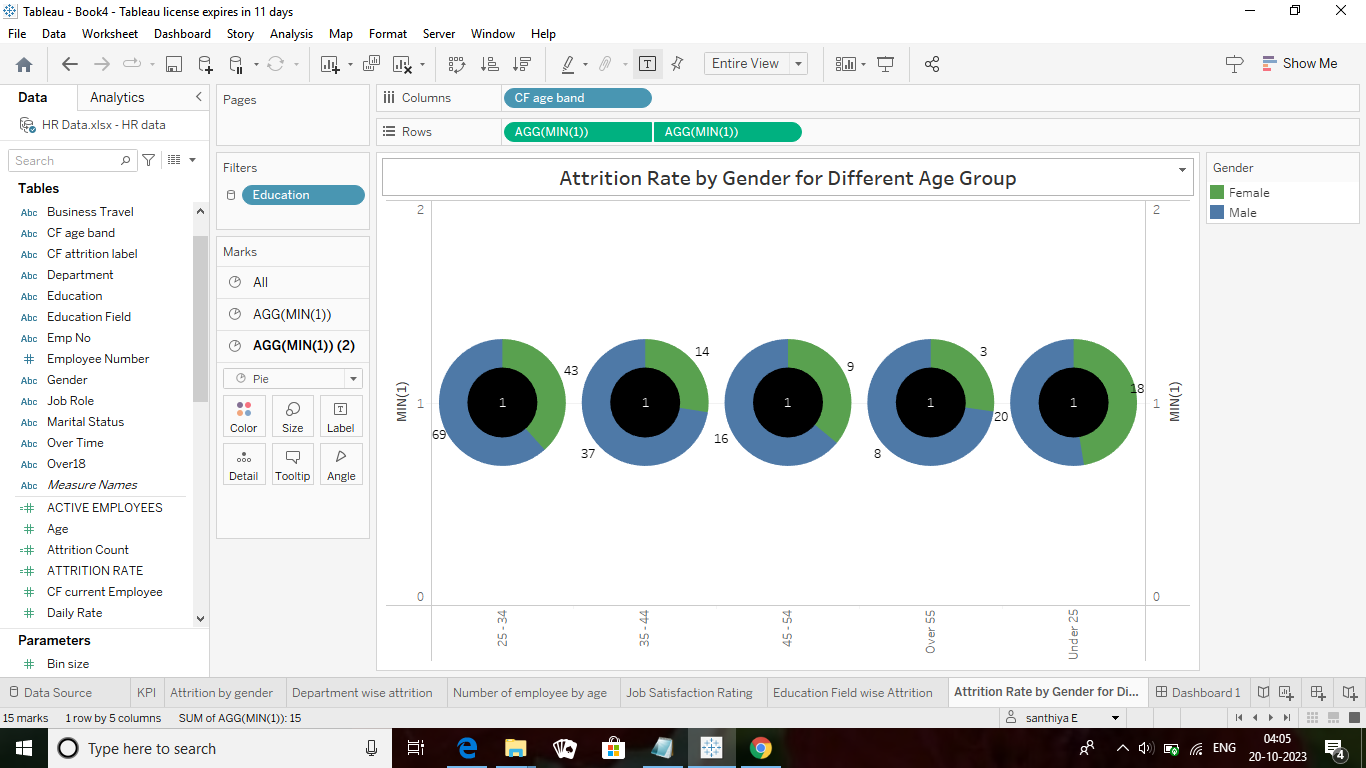 Tableau - Book4 - Tableau license expires in 11 days
File Data Worksheet Dashboard Story Analysis Map Format Server Window Help
Entire View
Show Me
Data Analytics
HR Data.xlsx - HR data
Search
Tables
Abc Business Travel
Abc CF age band
Abc CF attrition label
Abc Department
Abc Education
Abc Education Field
Abc Emp No
# Employee Number
Abc Gender
Abc Job Role
Abc Marital Status
Abc Over Time
Abc Over18
Abc Measure Names
=# ACTIVE EMPLOYEES
# Age
=# Attrition Count
=# ATTRITION RATE
# CF current Employee
# Daily Rate
Parameters
# Bin size
Pages
Filters
Education
Marks
All
AGG(MIN(1))
AGG(MIN(1)) (2)
Pie
Color Size Label
Detail Tooltip Angle
Columns CF age band
Rows AGG(MIN(1)) AGG(MIN(1))
Attrition Rate by Gender for Different Age Group
2 2
43 14 9 3 18
MIN(1) 1 1 1 1 1 1 1 MIN(1)
69 37 16 8 20
0 0
25 - 34
35 - 44
45 - 54
Over 55
Under 25
Gender
Female
Male
Data Source KPI Attrition by gender Department wise attrition Number of employee by age Job Satisfaction Rating Education Field wise Attrition Attrition Rate by Gender for Di... Dashboard 1
15 marks 1 row by 5 columns SUM of AGG(MIN(1)): 15 santhiya E
Type here to search
ENG
04:05
20-10-2023
4